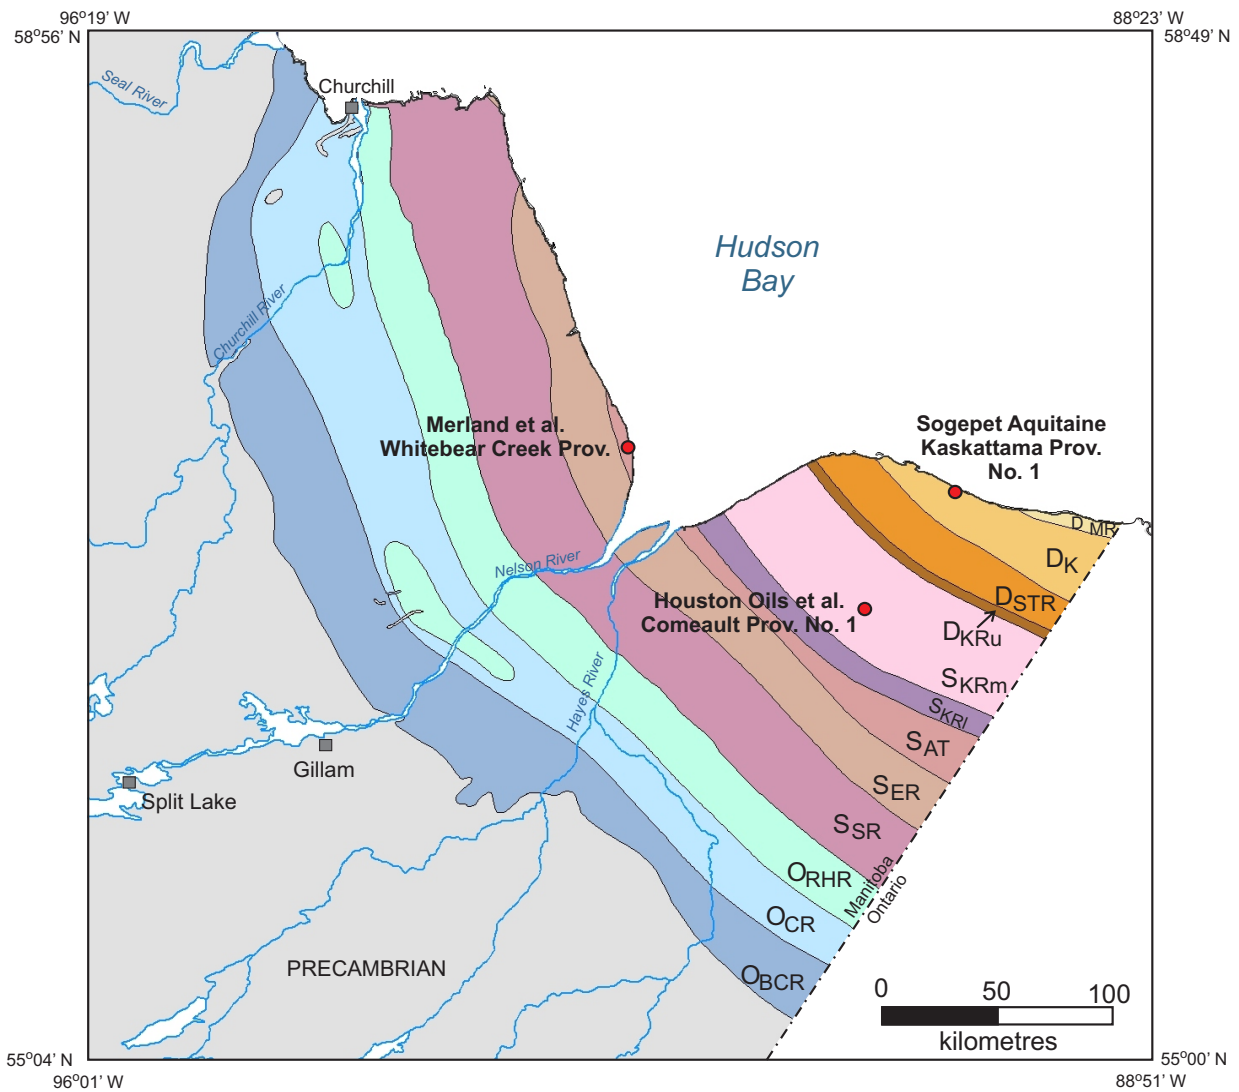 96°19' W
88°23' W
58°56' N
58°49' N
Seal River
Churchill
Hudson
Bay
Churchill River
Merland et al.
Whitebear Creek Prov.
Sogepet Aquitaine
Kaskattama Prov.
No. 1
D MR
DK
Nelson River
DSTR
Houston Oils et al.
Comeault Prov. No. 1
DKRu
SKRm
Hayes River
SKRl
SAT
Gillam
SER
Split Lake
SSR
ORHR
Manitoba
Ontario
OCR
PRECAMBRIAN
OBCR
0 50 100
kilometres
55°04' N
55°00' N
96°01' W
88°51' W